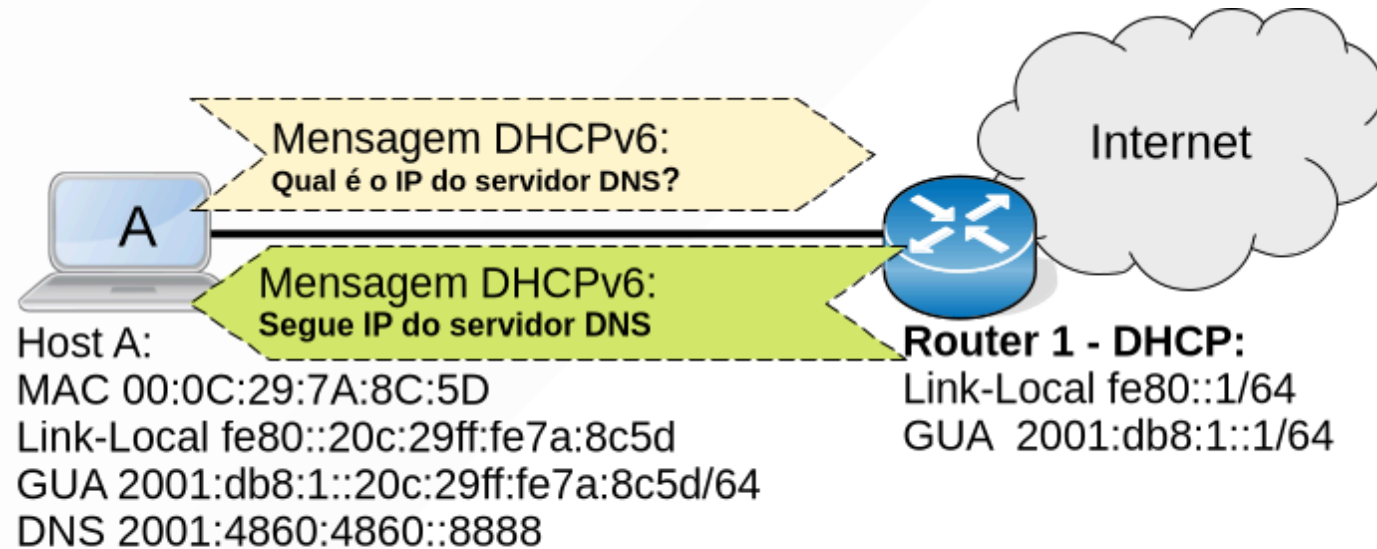 Mensagem DHCPv6:
Qual é o IP do servidor DNS?
Internet
A
Mensagem DHCPv6:
Segue IP do servidor DNS
Host A:
MAC 00:0C:29:7A:8C:5D
Link-Local fe80::20c:29ff:fe7a:8c5d
GUA 2001:db8:1::20c:29ff:fe7a:8c5d/64
DNS 2001:4860:4860::8888
Router 1 - DHCP:
Link-Local fe80::1/64
GUA 2001:db8:1::1/64